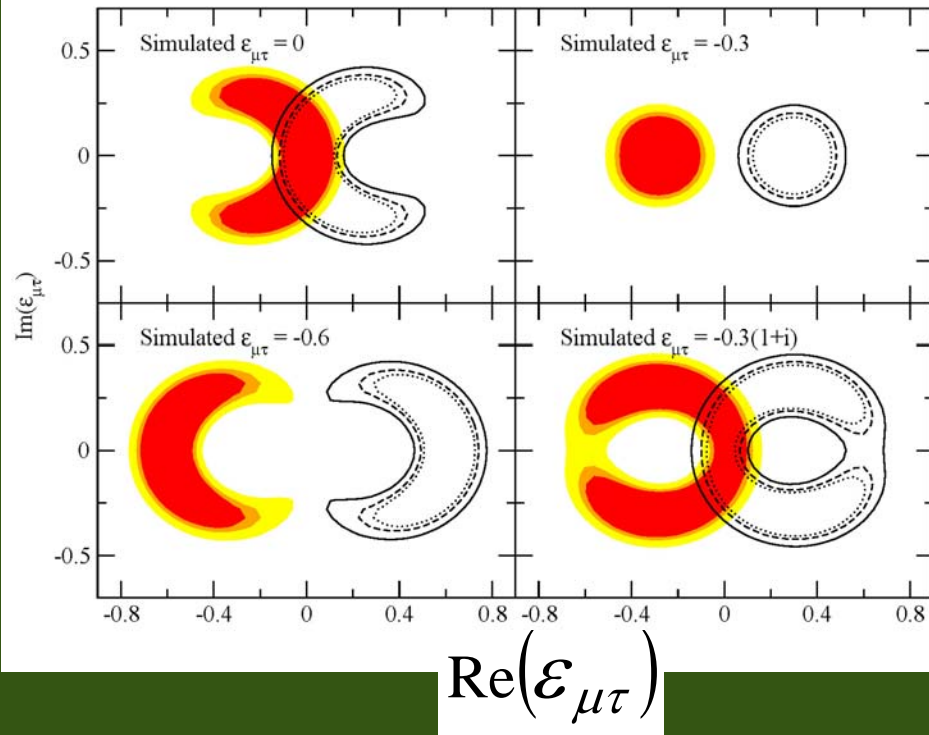 Simulated ε_μτ = 0
Simulated ε_μτ = -0.3
0.5
0
-0.5
Im(ε_μτ)
Simulated ε_μτ = -0.6
Simulated ε_μτ = -0.3(1+i)
0.5
0
-0.5
-0.8 -0.4 0 0.4 -0.8 -0.4 0 0.4 0.8
Re(ε_μτ)